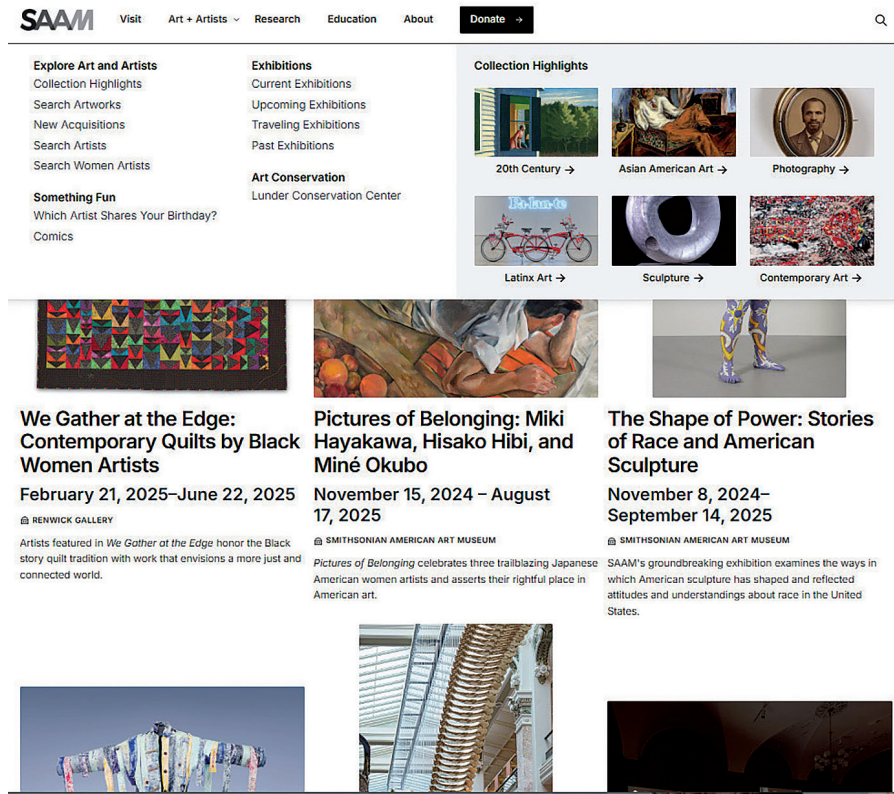 SAAM
Visit
Art + Artists
Research
Education
About
Donate →
Explore Art and Artists
Collection Highlights
Search Artworks
New Acquisitions
Search Artists
Search Women Artists
Something Fun
Which Artist Shares Your Birthday?
Comics
Exhibitions
Current Exhibitions
Upcoming Exhibitions
Traveling Exhibitions
Past Exhibitions
Art Conservation
Lunder Conservation Center
Collection Highlights
20th Century →
Asian American Art →
Photography →
Pa·lan·te
Latinx Art →
Sculpture →
Contemporary Art →
We Gather at the Edge:
Contemporary Quilts by Black
Women Artists
February 21, 2025–June 22, 2025
RENWICK GALLERY
Artists featured in We Gather at the Edge honor the Black
story quilt tradition with work that envisions a more just and
connected world.
Pictures of Belonging: Miki
Hayakawa, Hisako Hibi, and
Miné Okubo
November 15, 2024 – August
17, 2025
SMITHSONIAN AMERICAN ART MUSEUM
Pictures of Belonging celebrates three trailblazing Japanese
American women artists and asserts their rightful place in
American art.
The Shape of Power: Stories
of Race and American
Sculpture
November 8, 2024–
September 14, 2025
SMITHSONIAN AMERICAN ART MUSEUM
SAAM's groundbreaking exhibition examines the ways in
which American sculpture has shaped and reflected
attitudes and understandings about race in the United
States.